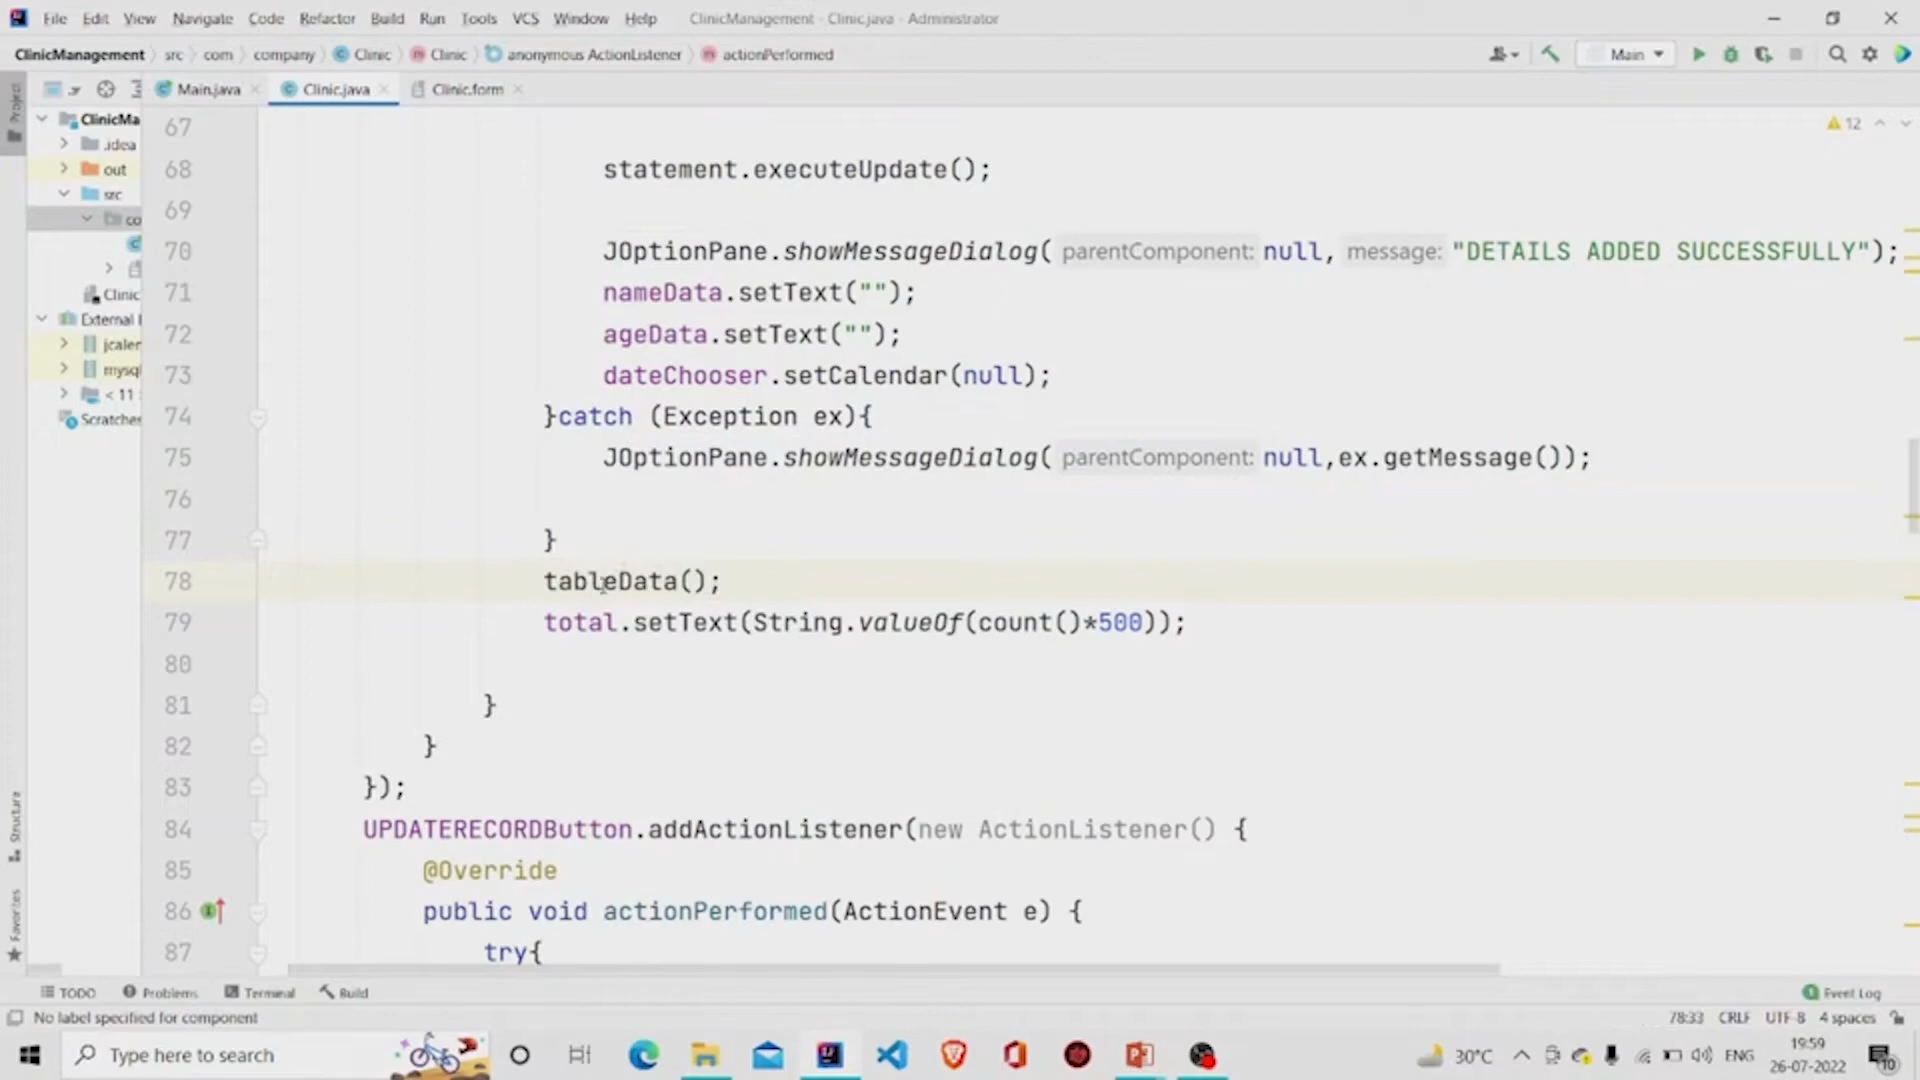 File Edit View Navigate Code Refactor Build Run Tools VCS Window Help ClinicManagement - Clinic.java - Administrator
ClinicManagement src com company Clinic Clinic anonymous ActionListener actionPerformed Main
Main.java Clinic.java Clinic.form
Project
ClinicMa
.idea
out
src
co
Clinic
External
jcaler
mysql
< 11
Scratches
Structure
Favorites
12
67
68 statement.executeUpdate();
69
70 JOptionPane.showMessageDialog( parentComponent: null, message: "DETAILS ADDED SUCCESSFULLY");
71 nameData.setText("");
72 ageData.setText("");
73 dateChooser.setCalendar(null);
74 }catch (Exception ex){
75 JOptionPane.showMessageDialog( parentComponent: null,ex.getMessage());
76
77 }
78 tableData();
79 total.setText(String.valueOf(count()*500));
80
81 }
82 }
83 });
84 UPDATERECORDButton.addActionListener(new ActionListener() {
85 @Override
86 public void actionPerformed(ActionEvent e) {
87 try{
TODO Problems Terminal Build Event Log
No label specified for component 78:33 CRLF UTF-8 4 spaces
Type here to search 30°C ENG 19:59
26-07-2022
10